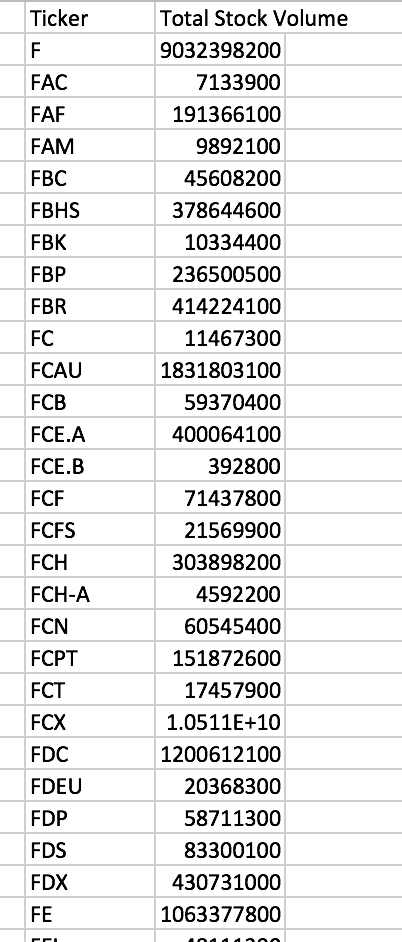 Ticker Total Stock Volume
F 9032398200
FAC 7133900
FAF 191366100
FAM 9892100
FBC 45608200
FBHS 378644600
FBK 10334400
FBP 236500500
FBR 414224100
FC 11467300
FCAU 1831803100
FCB 59370400
FCE.A 400064100
FCE.B 392800
FCF 71437800
FCFS 21569900
FCH 303898200
FCH-A 4592200
FCN 60545400
FCPT 151872600
FCT 17457900
FCX 1.0511E+10
FDC 1200612100
FDEU 20368300
FDP 58711300
FDS 83300100
FDX 430731000
FE 1063377800